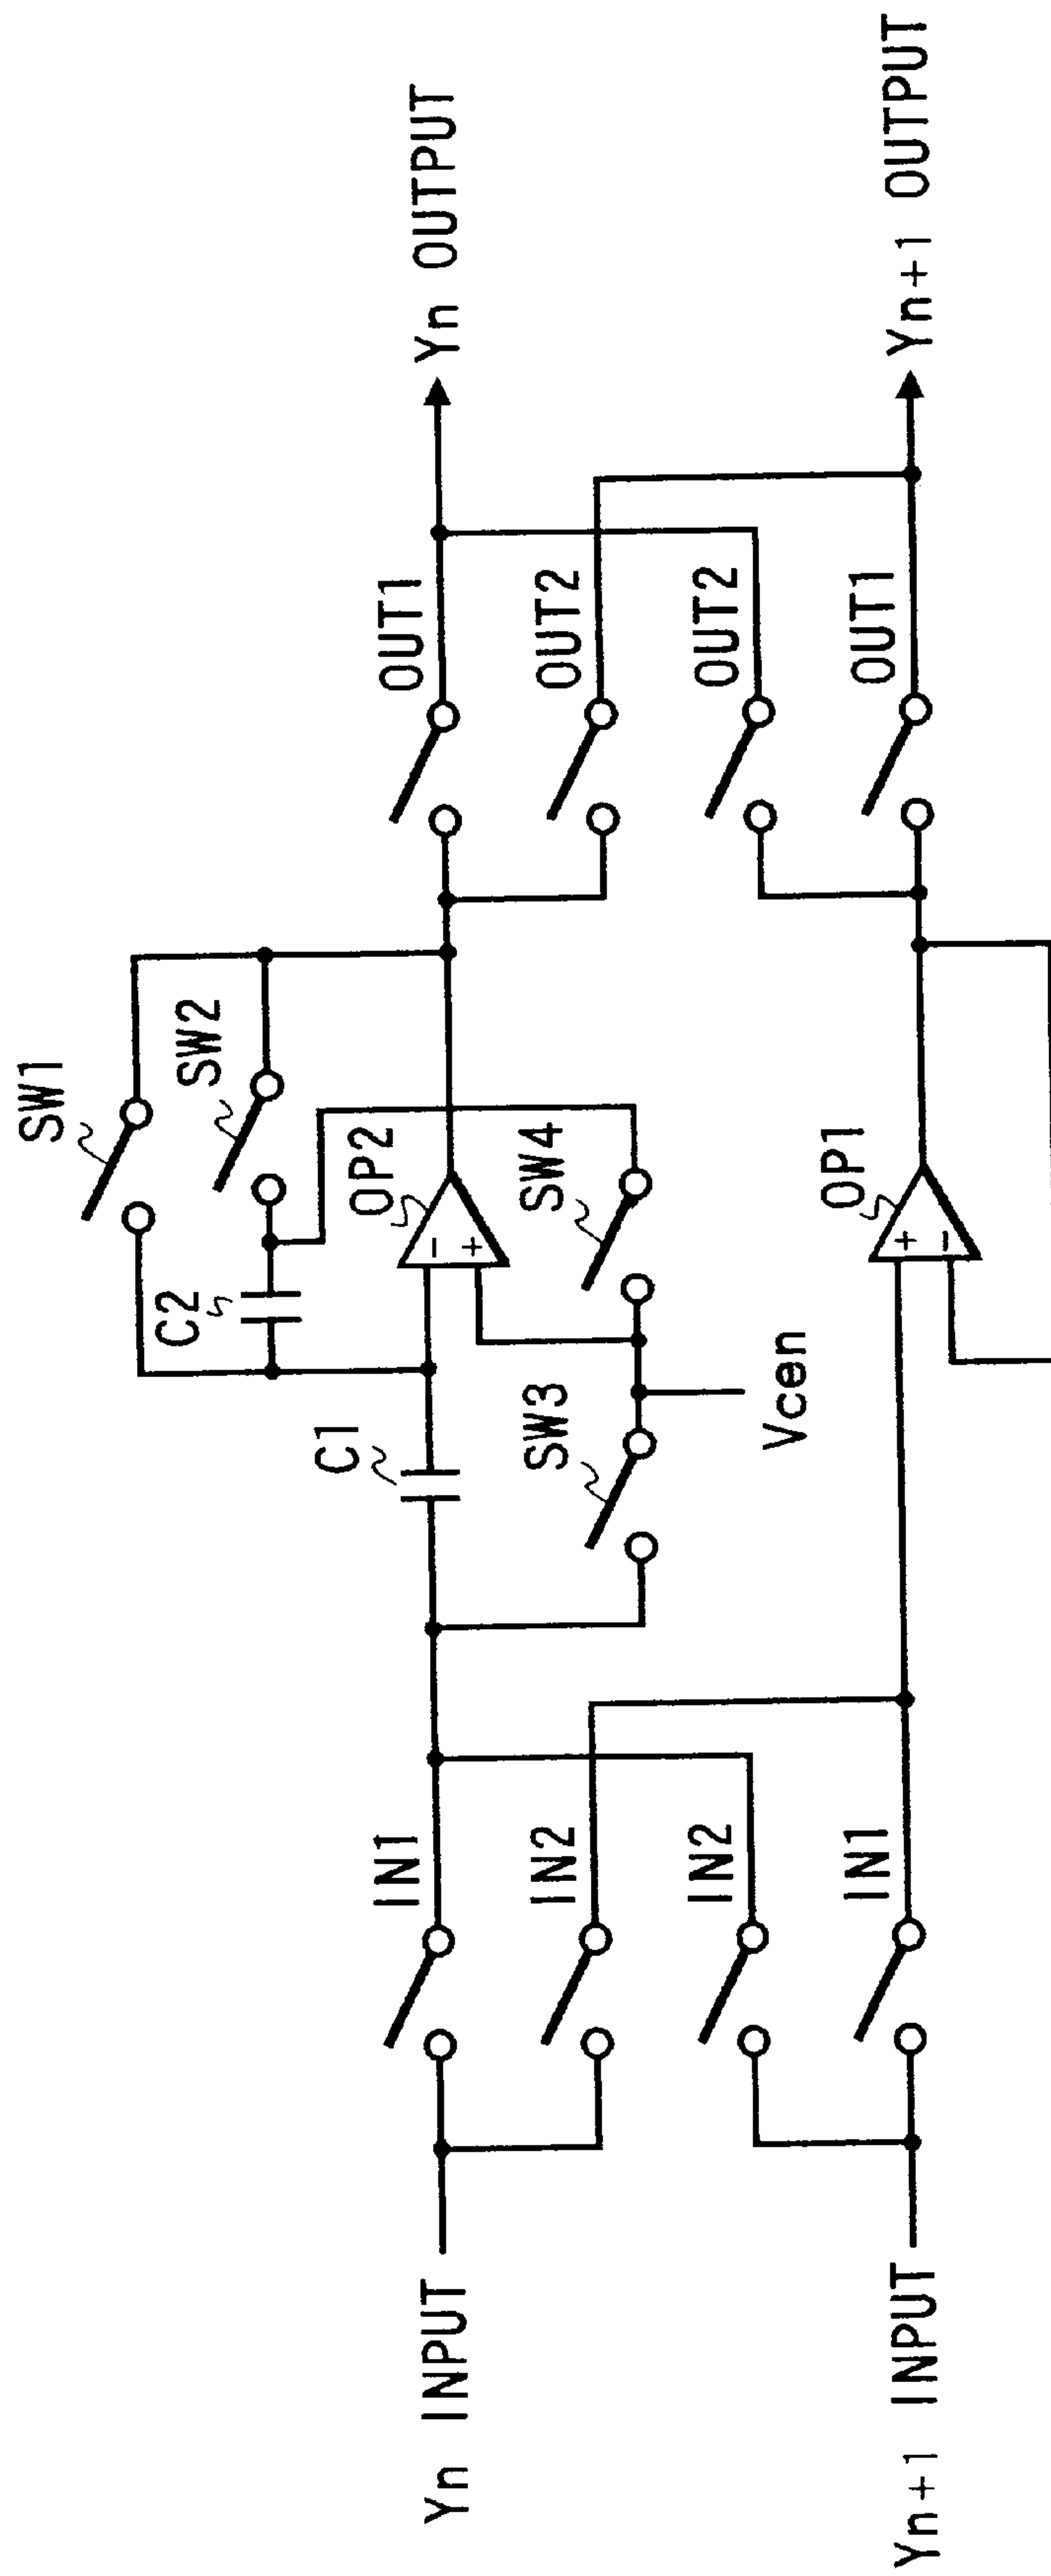 SW1
SW2
C2
C1
OP2
-
+
SW4
SW3
Vcen
OP1
+
-
Yn INPUT
Yn+1 INPUT
IN1
IN2
IN2
IN1
OUT1
OUT2
OUT2
OUT1
Yn OUTPUT
Yn+1 OUTPUT